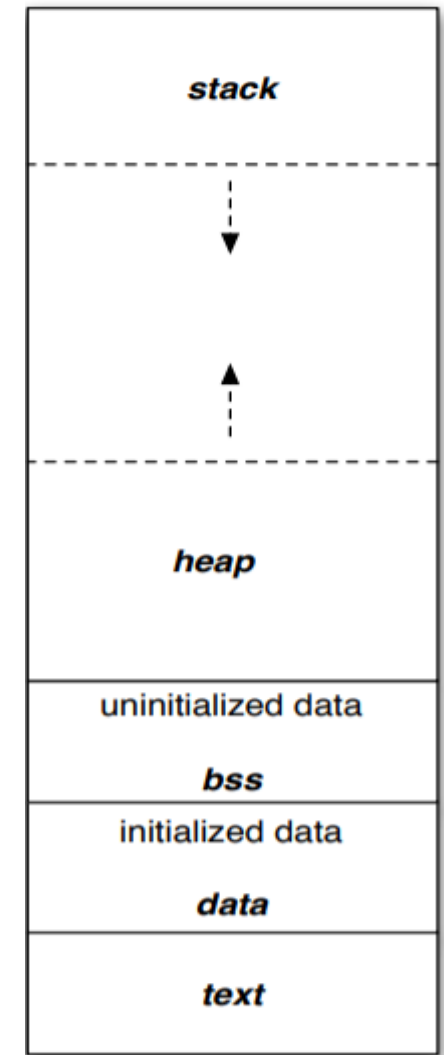 stack
heap
uninitialized data
bss
initialized data
data
text